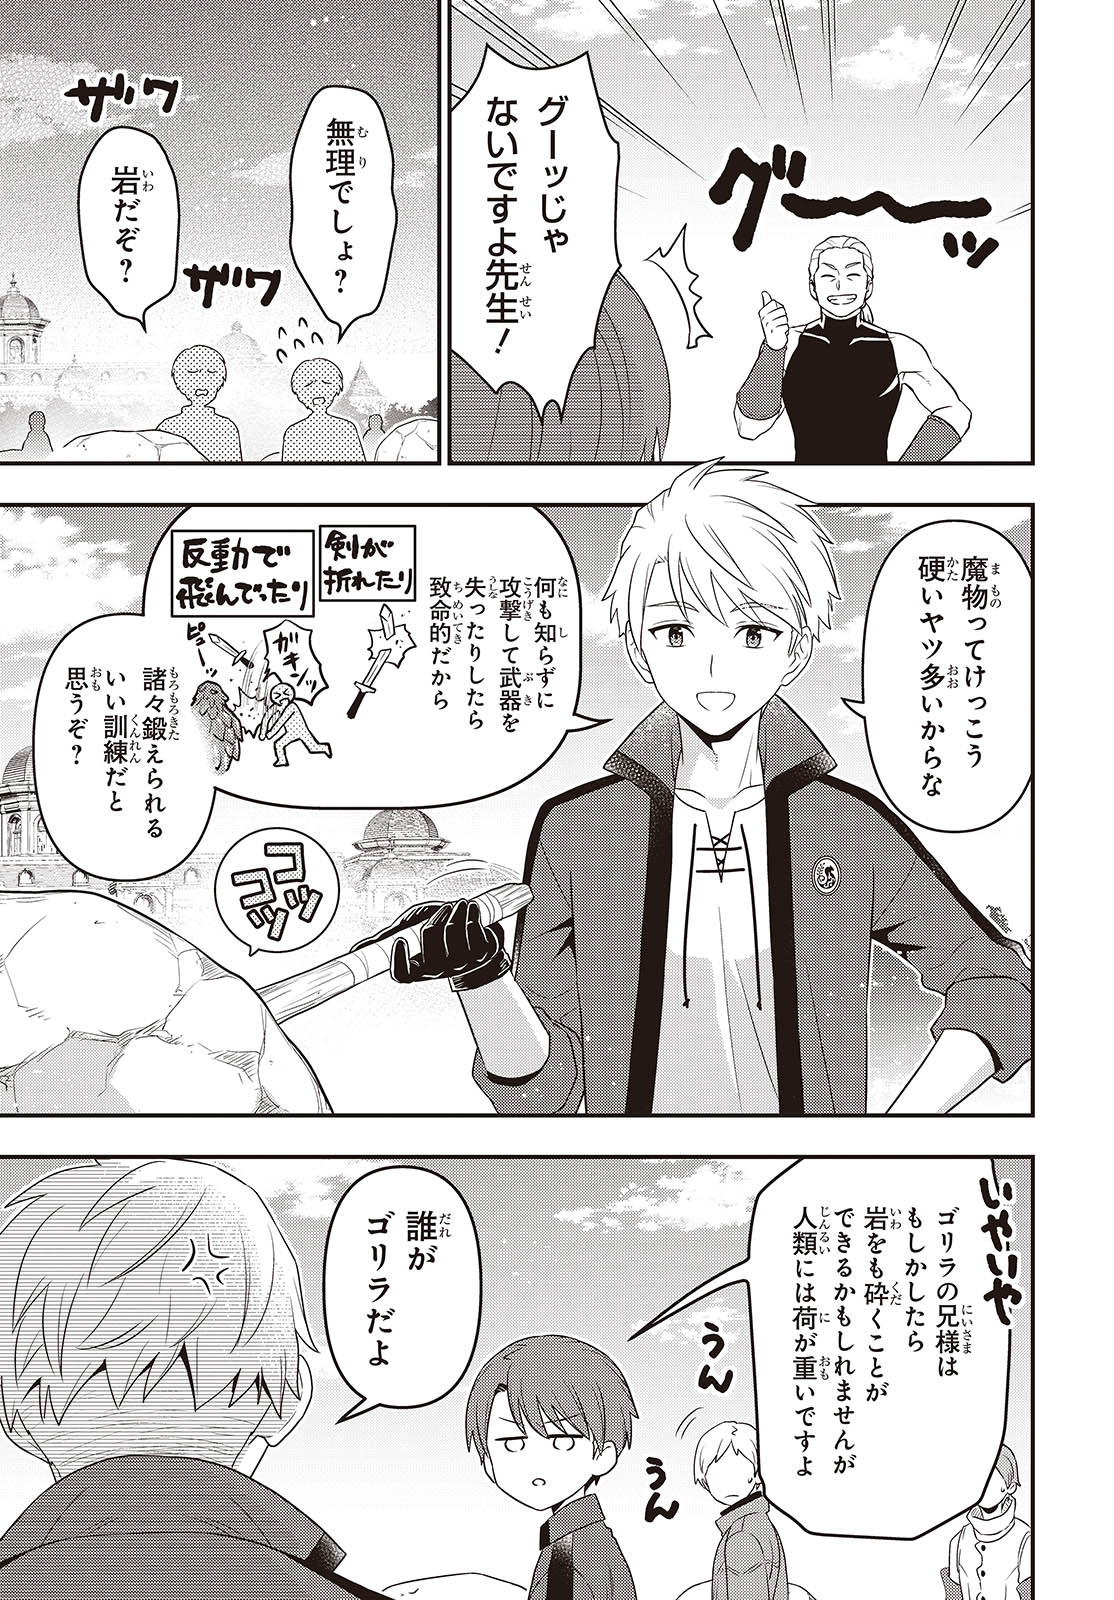 グーッじゃ
ないですよ先生!
グーーッ
ザワ
無理でしょ?
岩だぞ?
ザワ
魔物ってけっこう
硬いヤツ多いからな
何も知らずに
攻撃して武器を
失ったりしたら
致命的だから
剣が
折れたり
反動で
飛んでったり
ガキンッ
ピューッ
諸々鍛えられる
いい訓練だと
思うぞ?
コッ
コツ
いやいや
ゴリラの兄様は
もしかしたら
岩をも砕くことが
できるかもしれませんが
人類には荷が重いですよ
うん
うん
誰が
ゴリラだよ